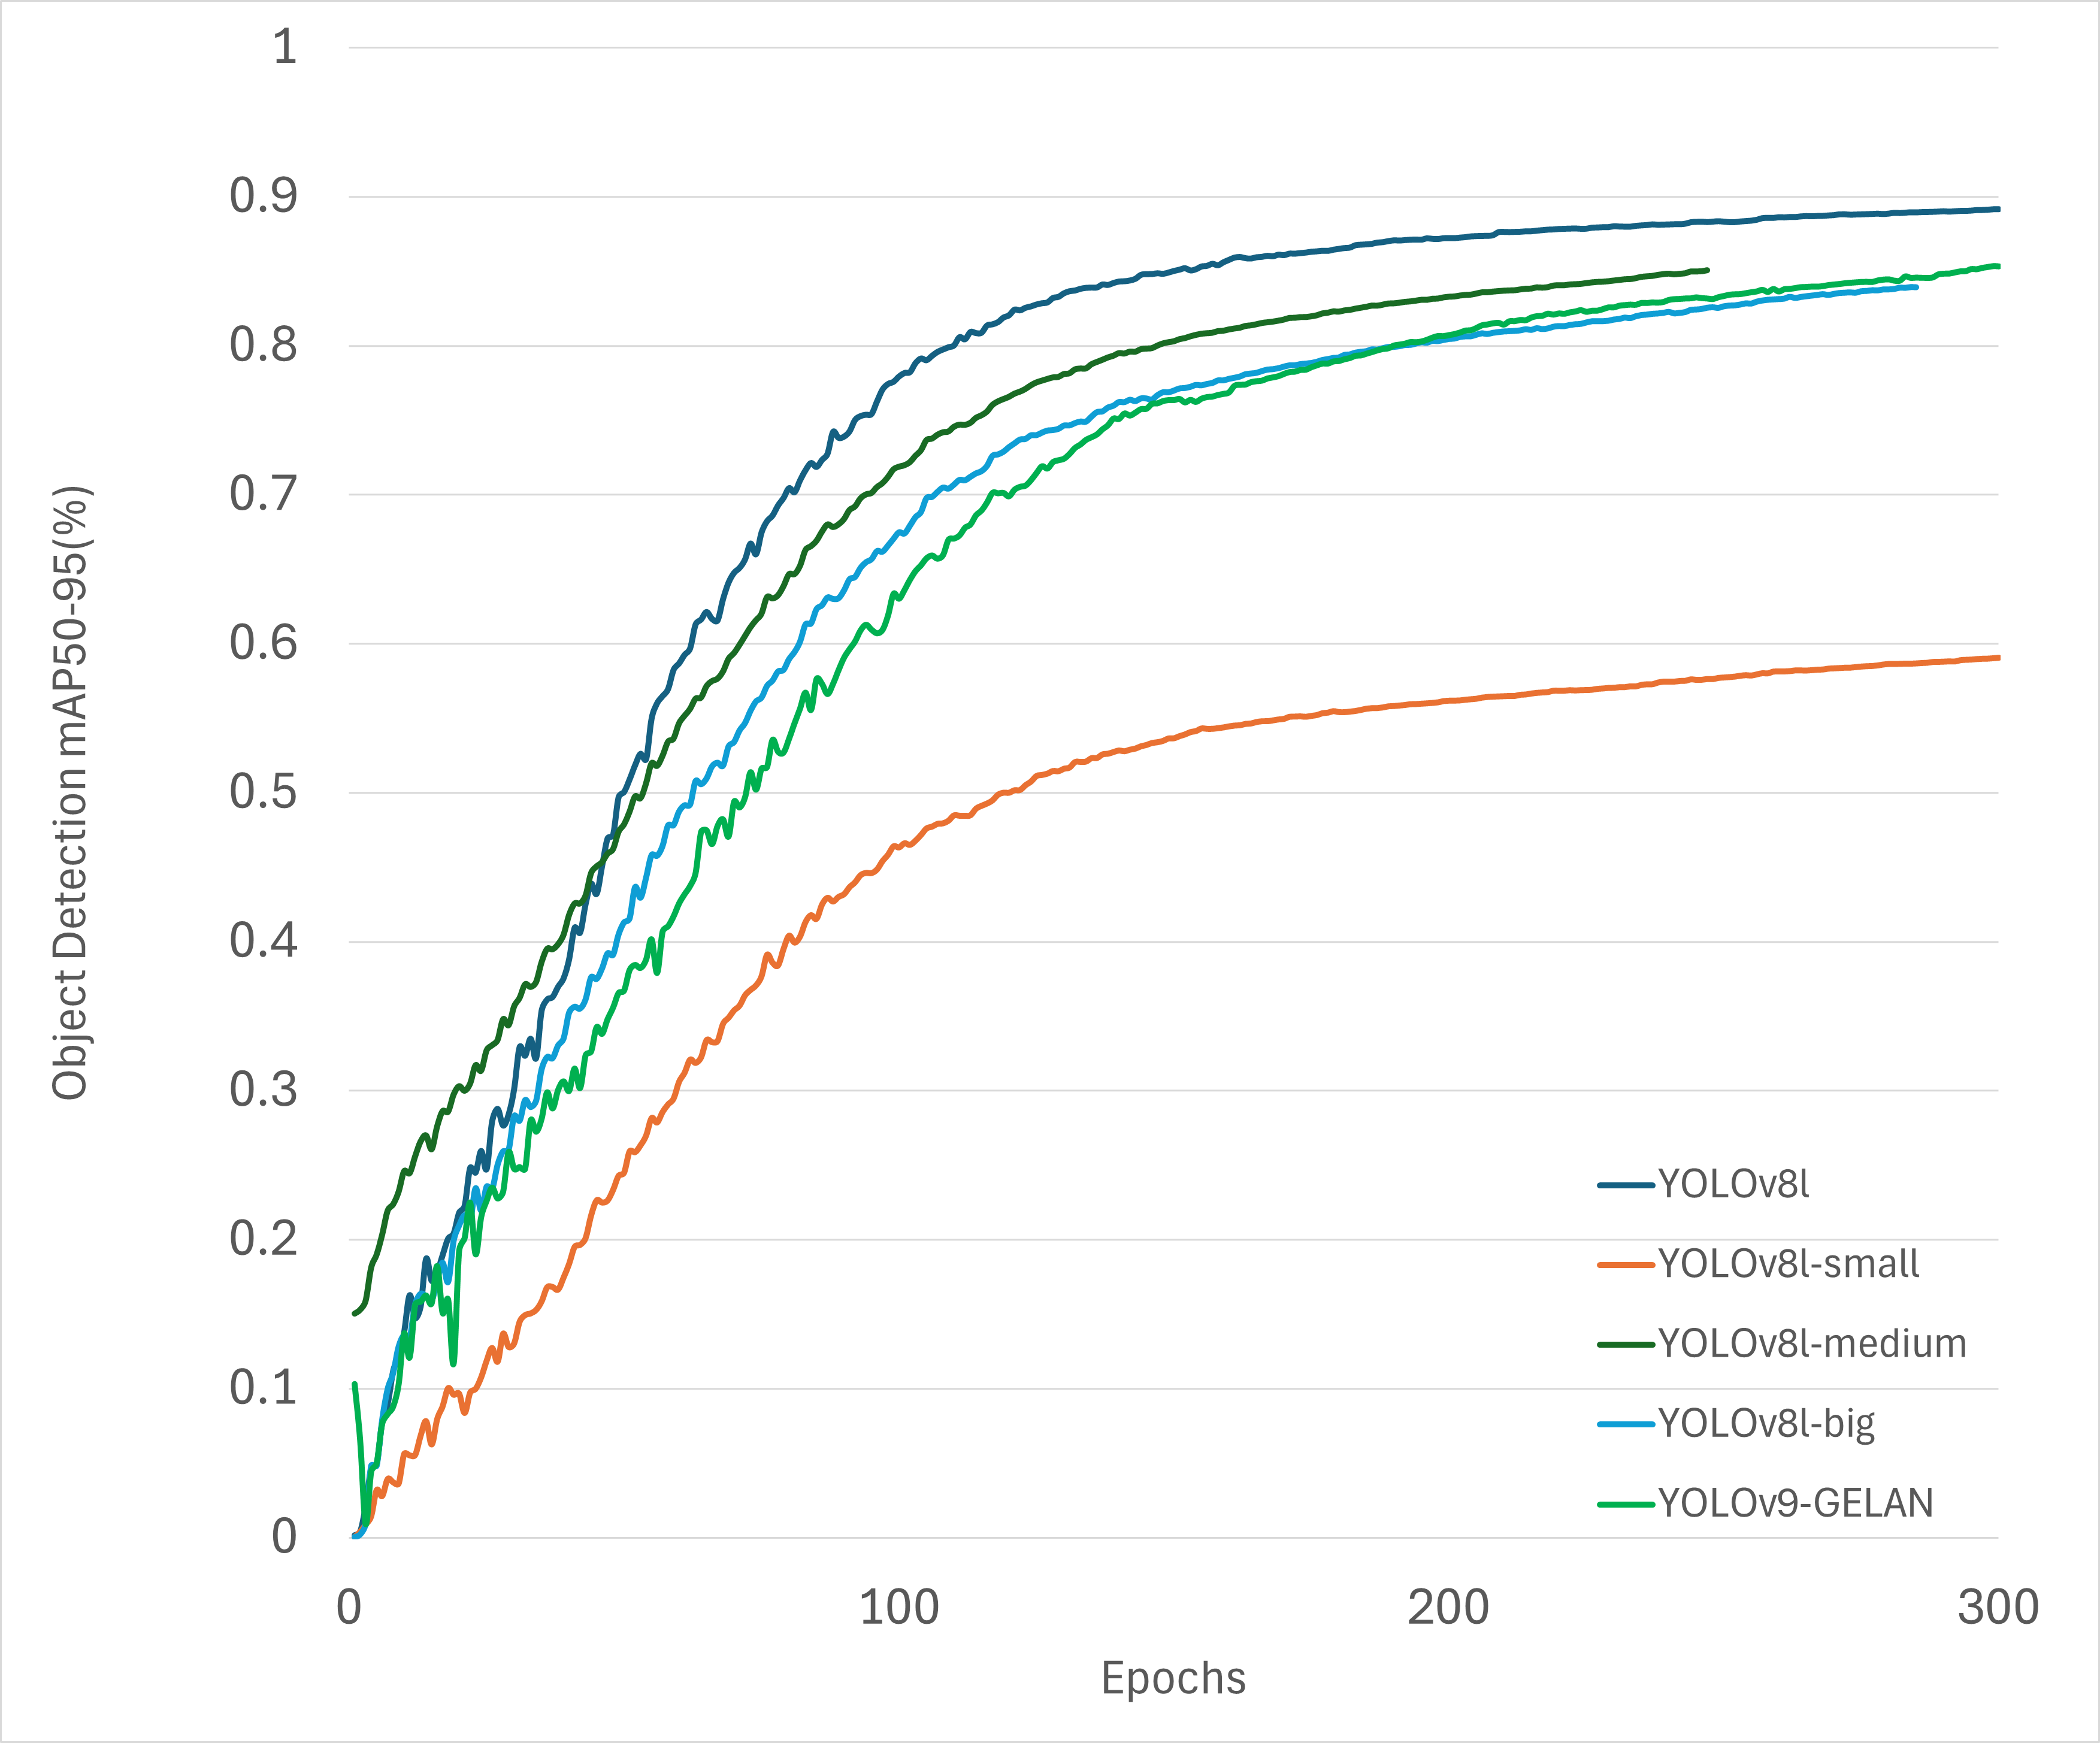 1
0.9
0.8
0.7
0.6
0.5
0.4
0.3
0.2
0.1
0
Object Detection mAP50-95(%)
0 100 200 300
Epochs
YOLOv8l
YOLOv8l-small
YOLOv8l-medium
YOLOv8l-big
YOLOv9-GELAN